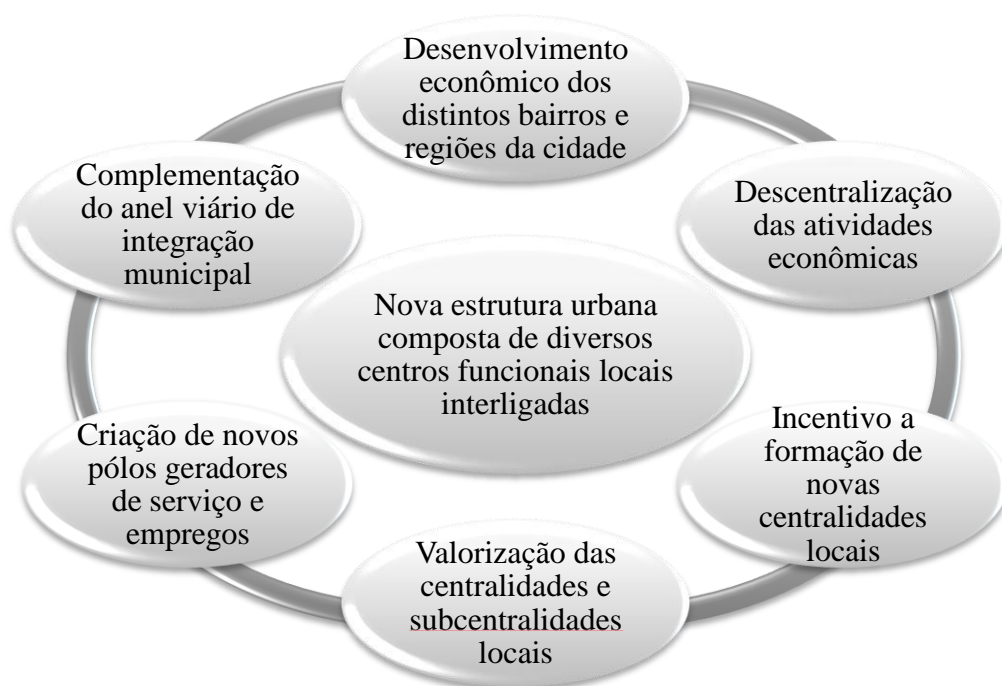 Desenvolvimento
econômico dos
distintos bairros e
regiões da cidade
Descentralização
das atividades
econômicas
Incentivo a
formação de
novas
centralidades
locais
Valorização das
centralidades e
subcentralidades
locais
Criação de novos
pólos geradores
de serviço e
empregos
Complementação
do anel viário de
integração
municipal
Nova estrutura urbana
composta de diversos
centros funcionais locais
interligadas